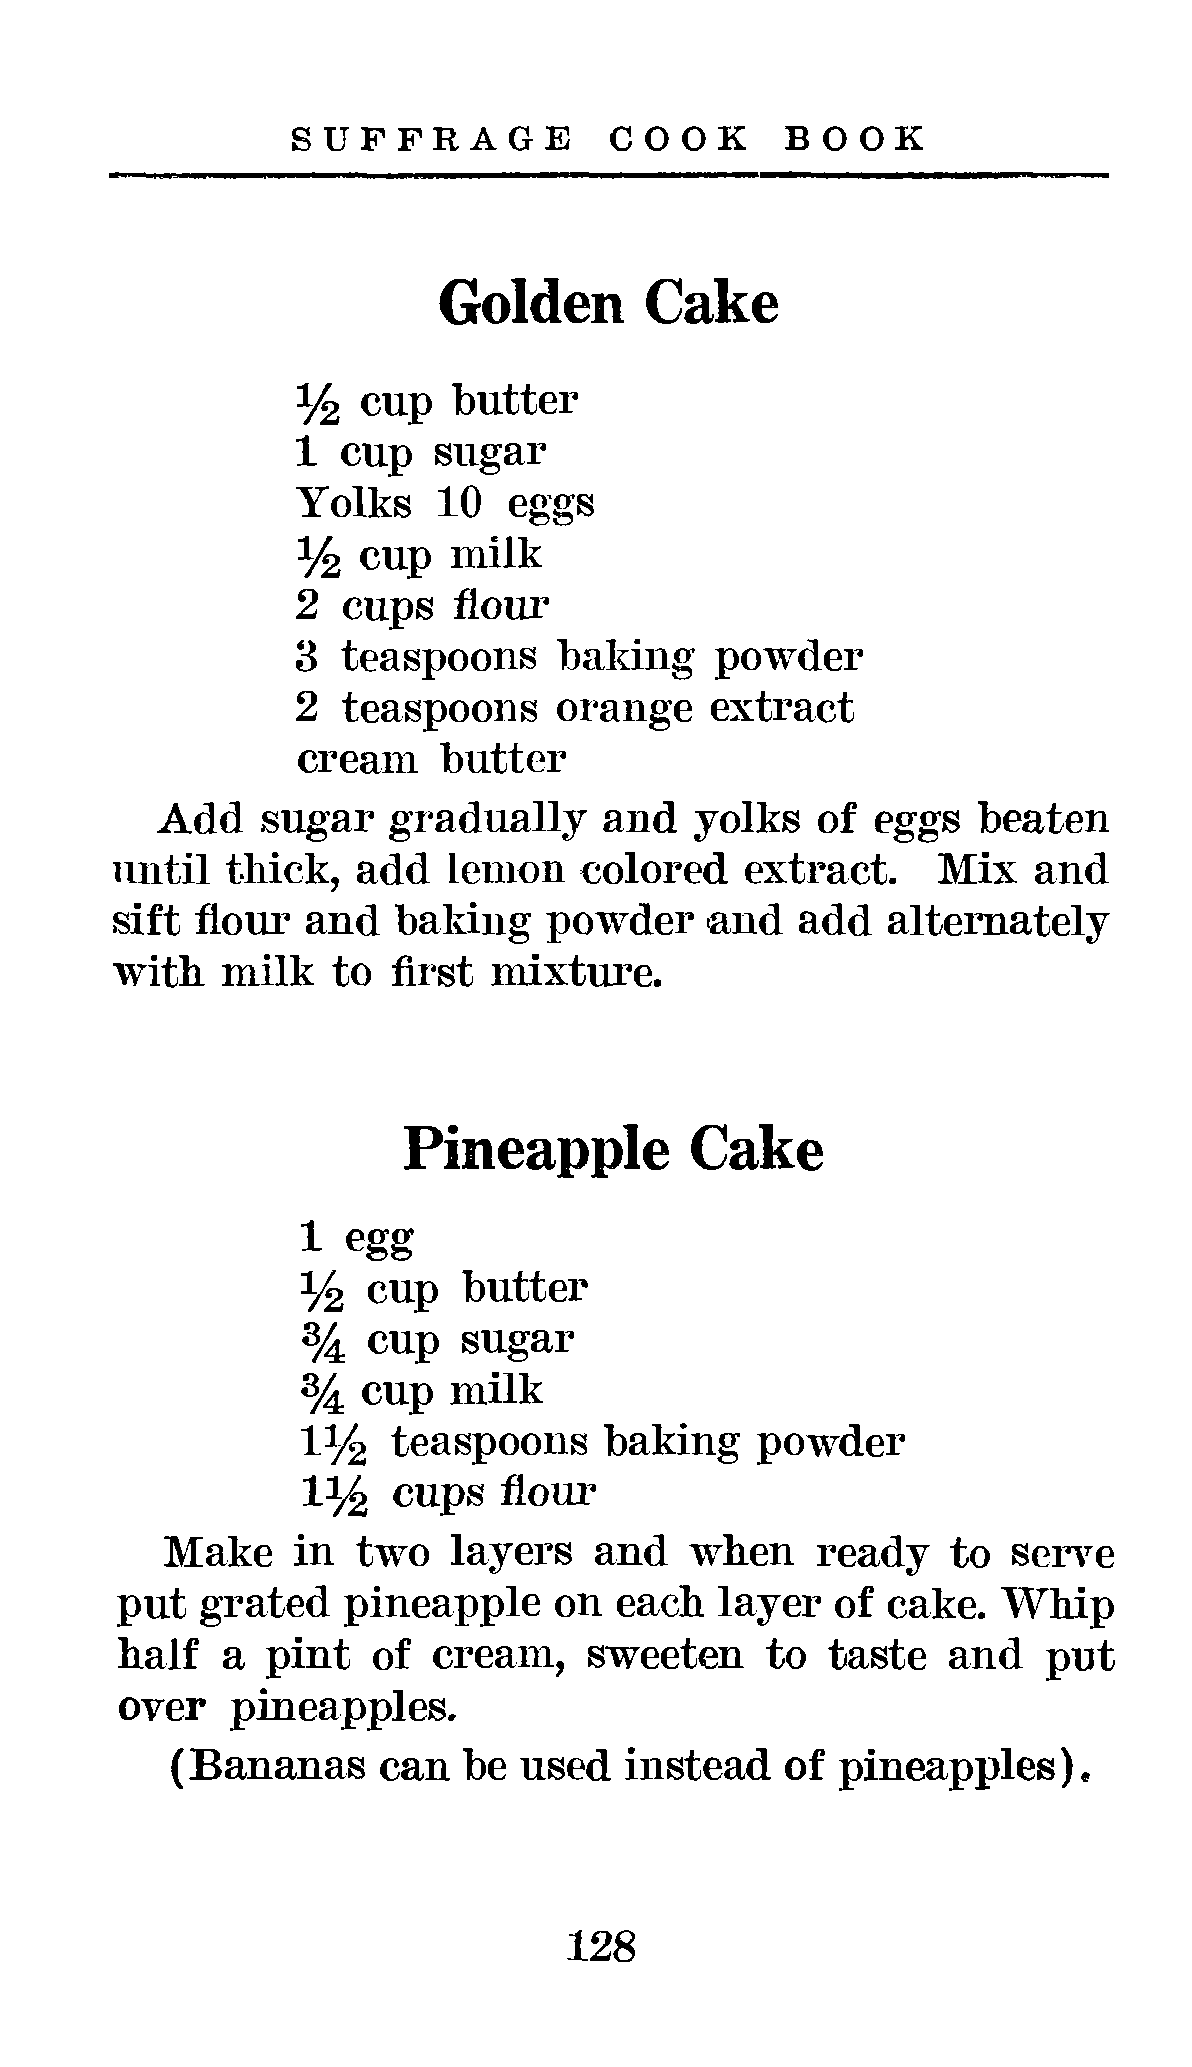 SUFFRAGE COOK BOOK
Golden Cake
½ cup butter
1 cup sugar
Yolks 10 eggs
½ cup milk
2 cups flour
3 teaspoons baking powder
2 teaspoons orange extract
cream butter
Add sugar gradually and yolks of eggs beaten
until thick, add lemon colored extract. Mix and
sift flour and baking powder and add alternately
with milk to first mixture.
Pineapple Cake
1 egg
½ cup butter
¾ cup sugar
¾ cup milk
1½ teaspoons baking powder
1½ cups flour
Make in two layers and when ready to serve
put grated pineapple on each layer of cake. Whip
half a pint of cream, sweeten to taste and put
over pineapples.
(Bananas can be used instead of pineapples).
128